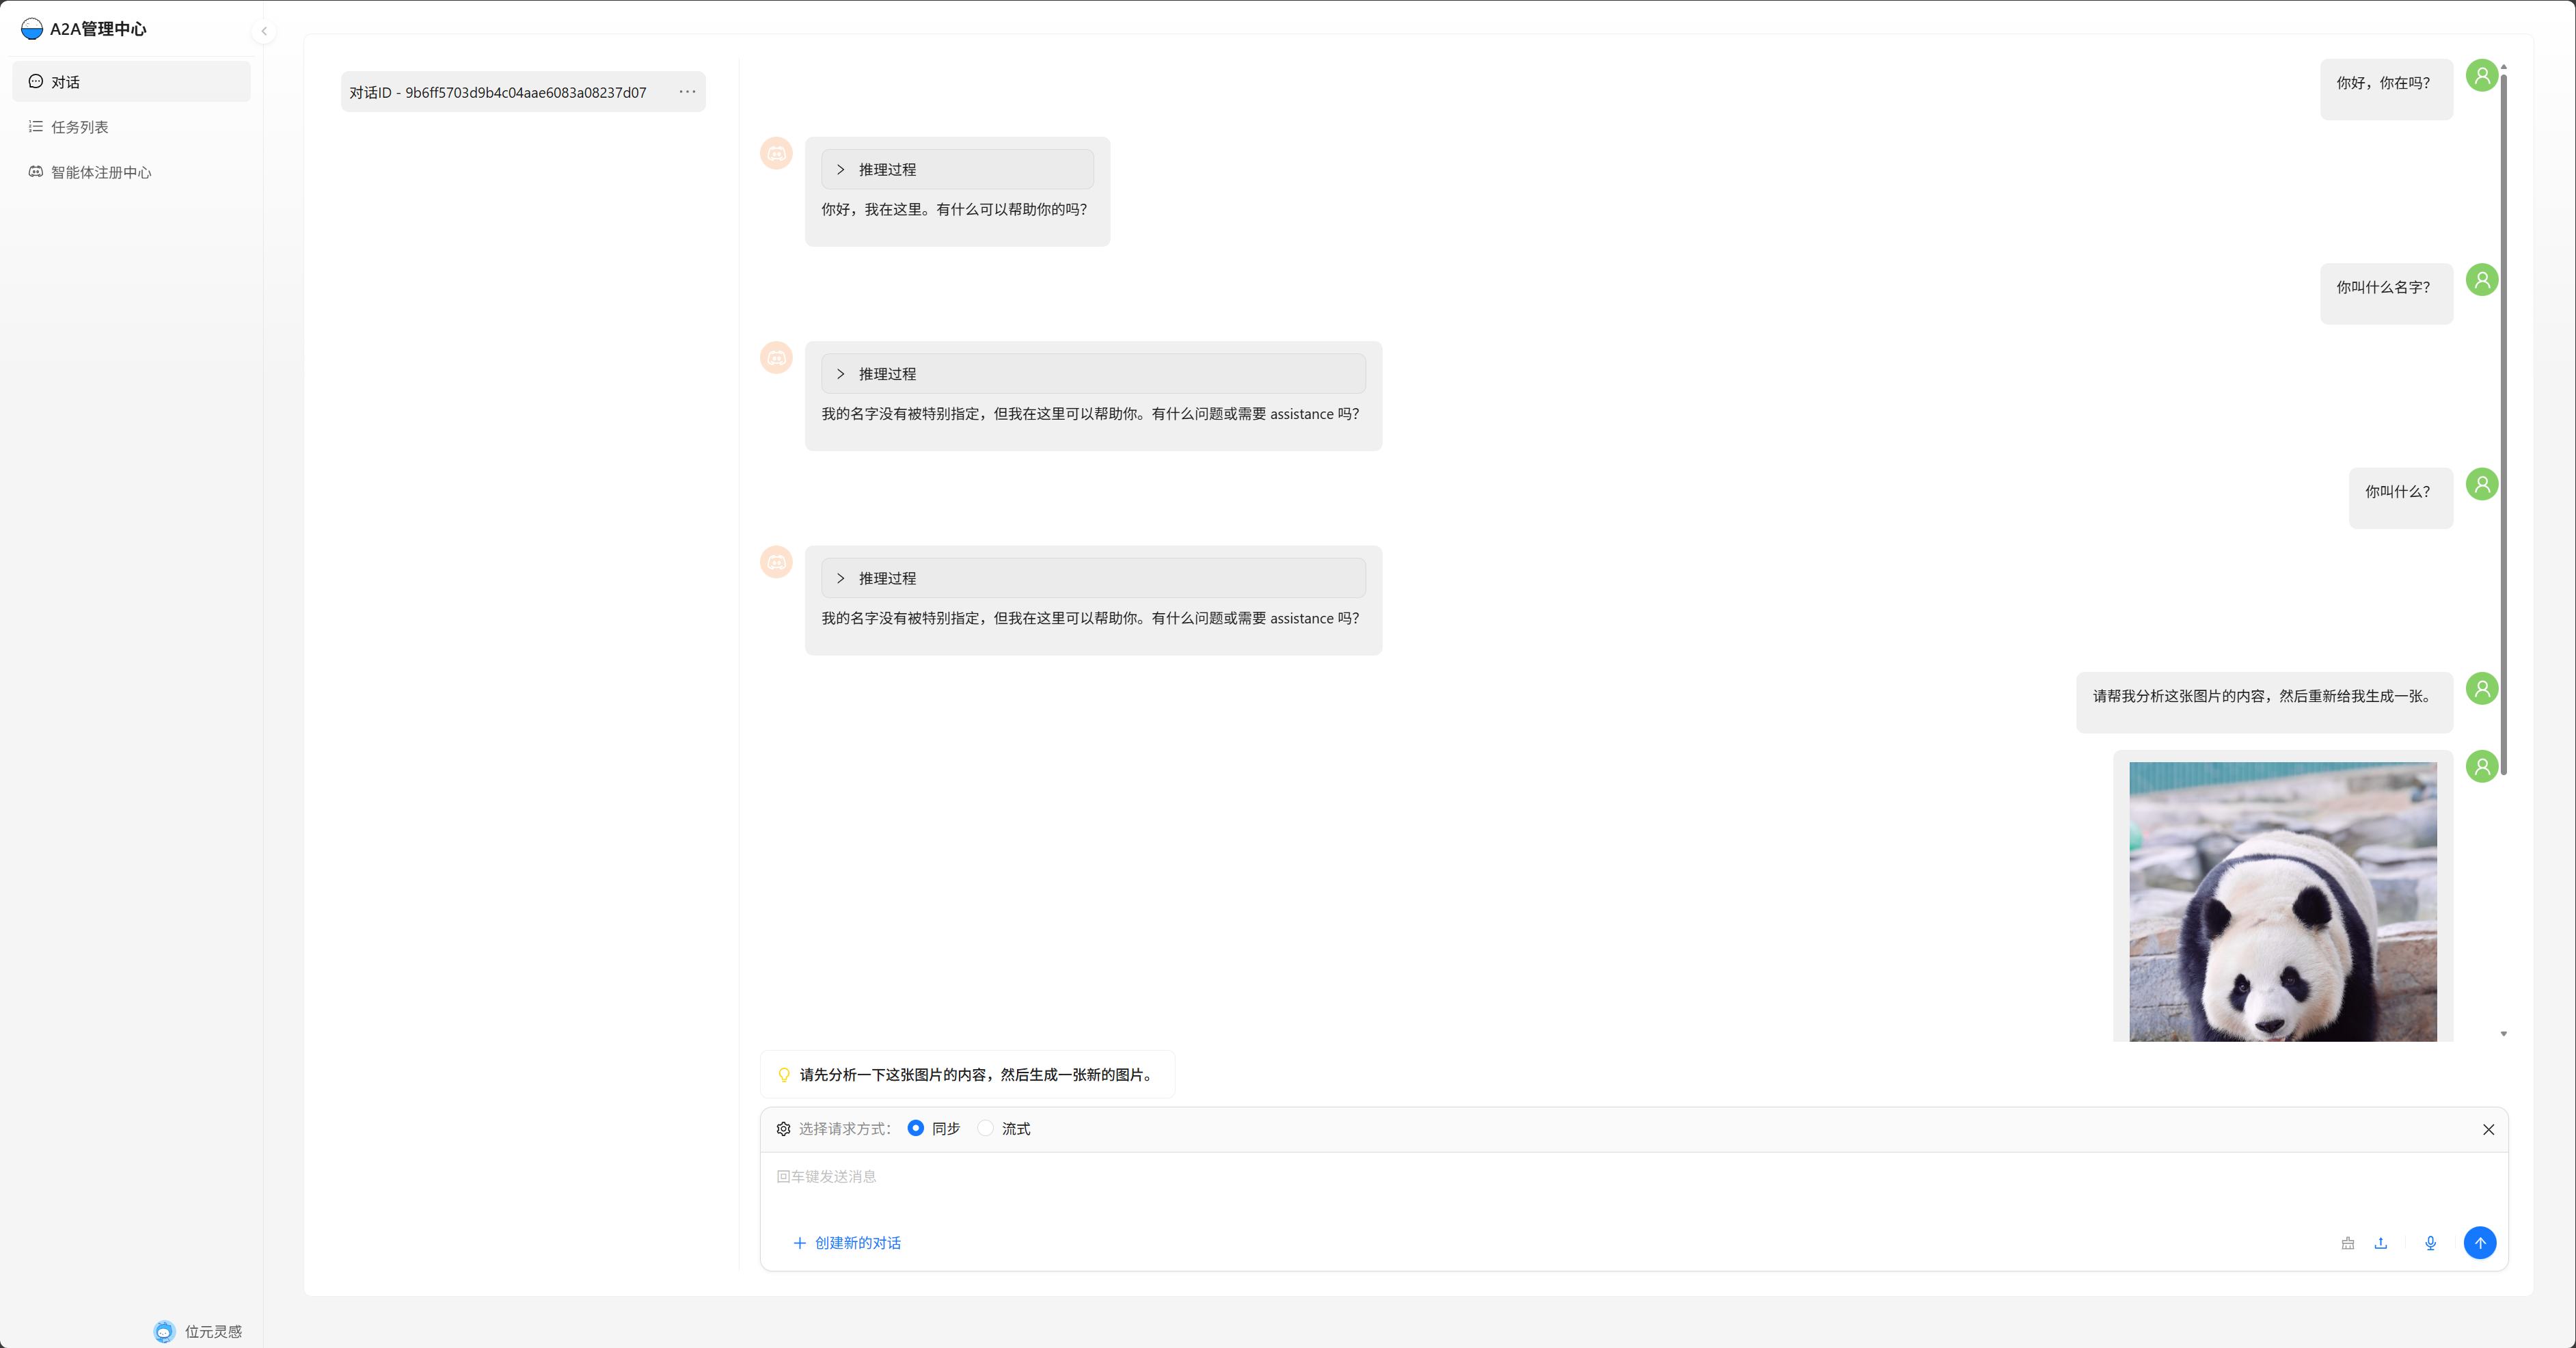 A2A管理中心
对话
任务列表
智能体注册中心
对话ID - 9b6ff5703d9b4c04aae6083a08237d07
你好，你在吗？
推理过程
你好，我在这里。有什么可以帮助你的吗？
你叫什么名字？
推理过程
我的名字没有被特别指定，但我在这里可以帮助你。有什么问题或需要 assistance 吗？
你叫什么？
推理过程
我的名字没有被特别指定，但我在这里可以帮助你。有什么问题或需要 assistance 吗？
请帮我分析这张图片的内容，然后重新给我生成一张。
请先分析一下这张图片的内容，然后生成一张新的图片。
选择请求方式： 同步 流式
回车键发送消息
创建新的对话
位元灵感